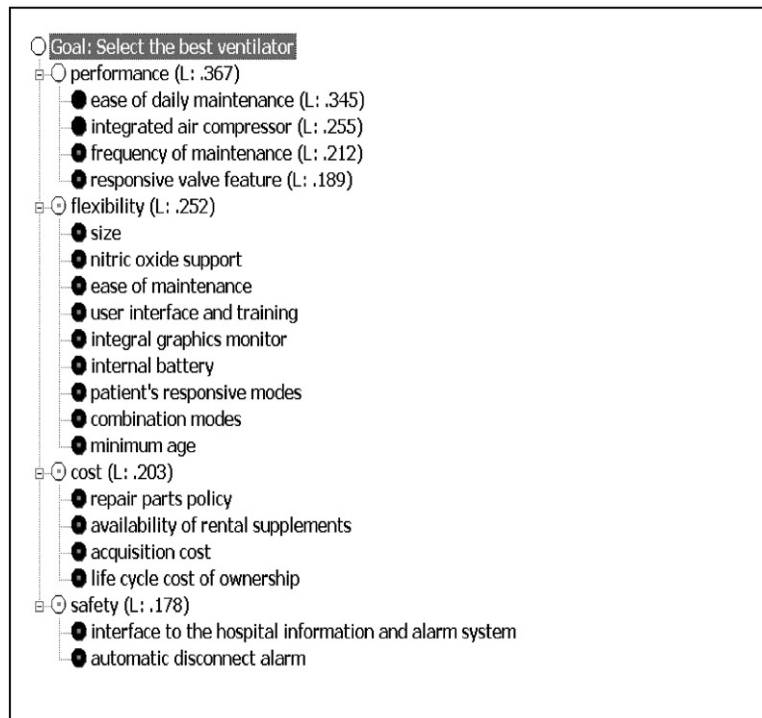 Goal: Select the best ventilator
performance (L: .367)
ease of daily maintenance (L: .345)
integrated air compressor (L: .255)
frequency of maintenance (L: .212)
responsive valve feature (L: .189)
flexibility (L: .252)
size
nitric oxide support
ease of maintenance
user interface and training
integral graphics monitor
internal battery
patient's responsive modes
combination modes
minimum age
cost (L: .203)
repair parts policy
availability of rental supplements
acquisition cost
life cycle cost of ownership
safety (L: .178)
interface to the hospital information and alarm system
automatic disconnect alarm